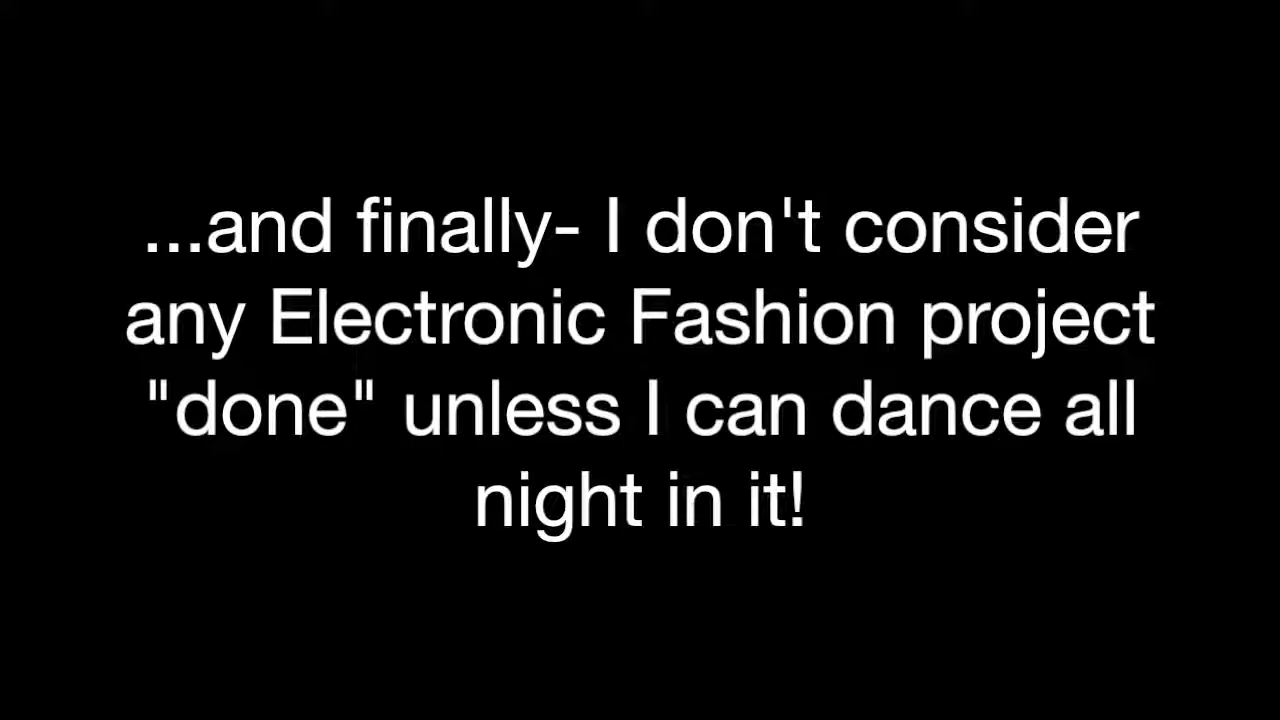 ...and finally- I don't consider
any Electronic Fashion project
"done" unless I can dance all
night in it!